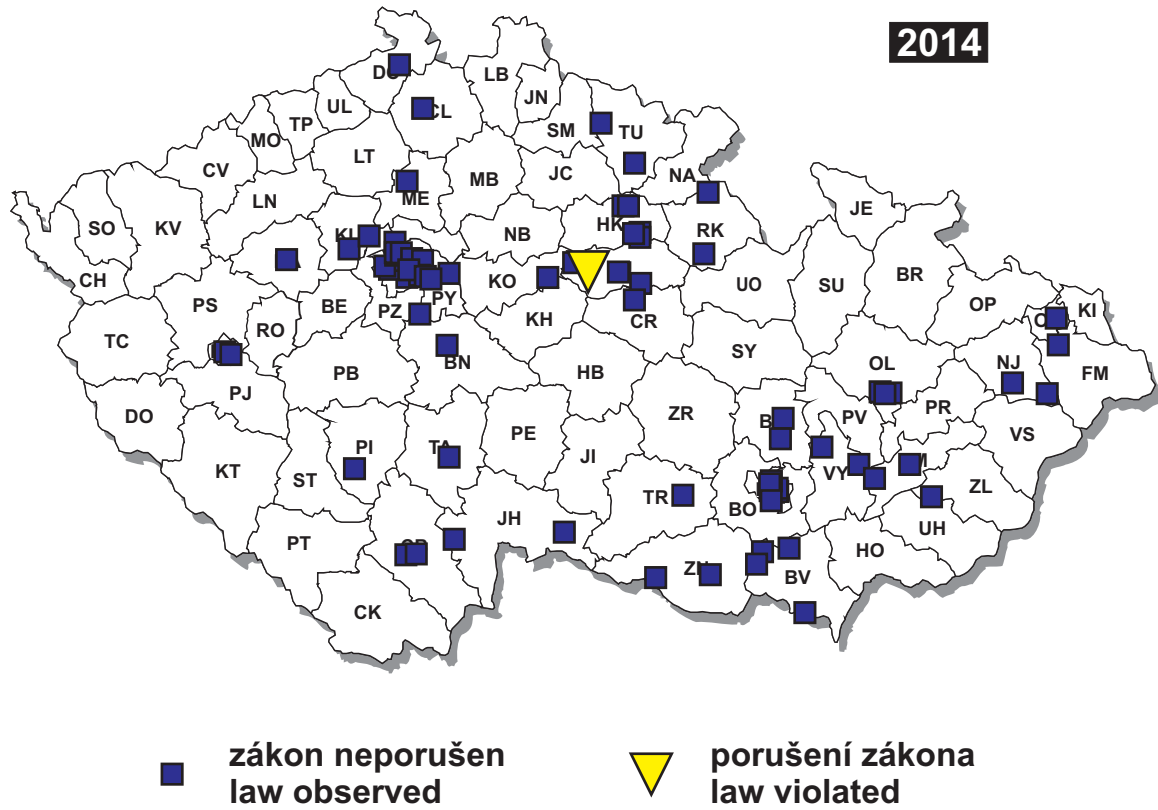 2014
DC
LB
JN
UL
TP
MO
CL
SM
TU
CV
LT
MB
JC
NA
ME
LN
SO
KV
HK
JE
NB
RK
CH
KO
PY
BR
UO
SU
PS
BE
PZ
RO
KH
CR
OP
KI
TC
SY
BN
PB
HB
OL
NJ
FM
PJ
DO
ZR
PV
PR
VS
PE
PI
TA
KT
ST
JI
VY
ZL
TR
BO
JH
UH
PT
HO
BV
CK
zákon neporušen
law observed
porušení zákona
law violated